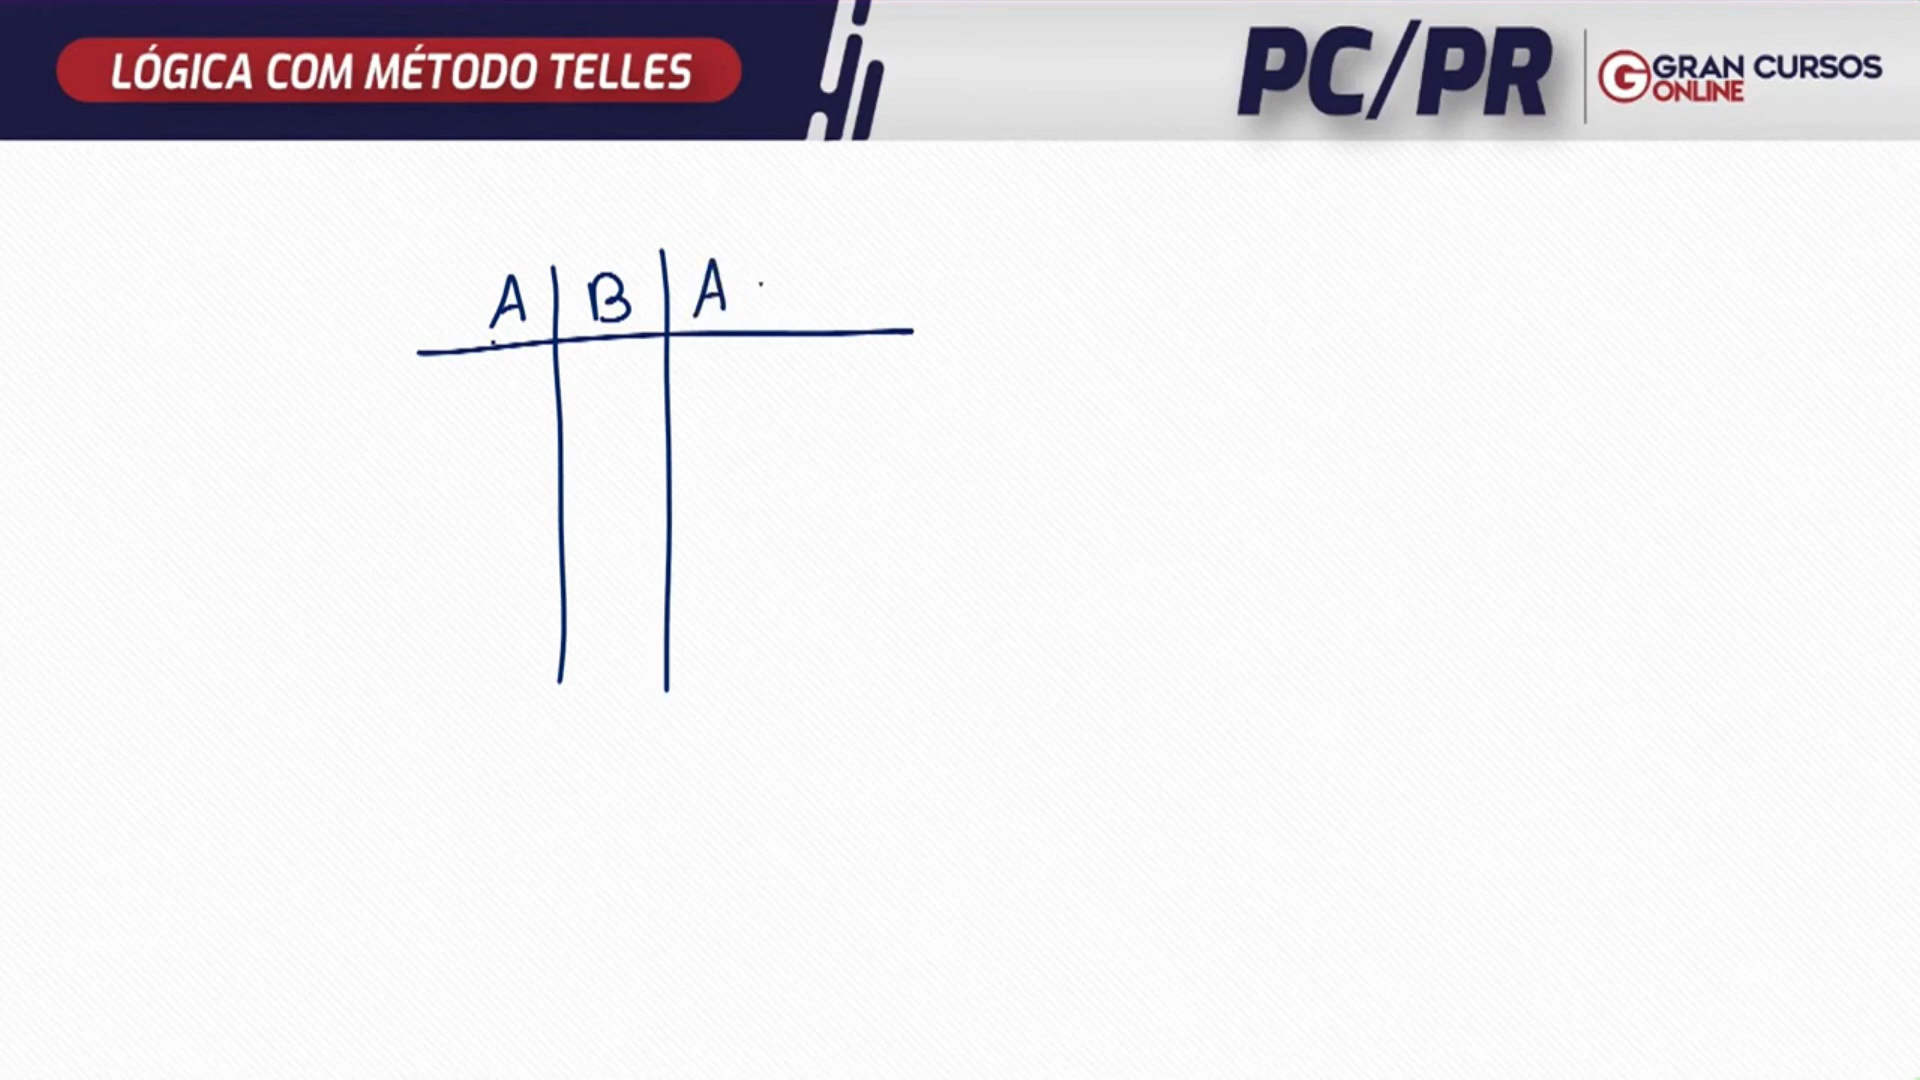 LÓGICA COM MÉTODO TELLES
PC/PR
GRAN CURSOS
ONLINE
A B A